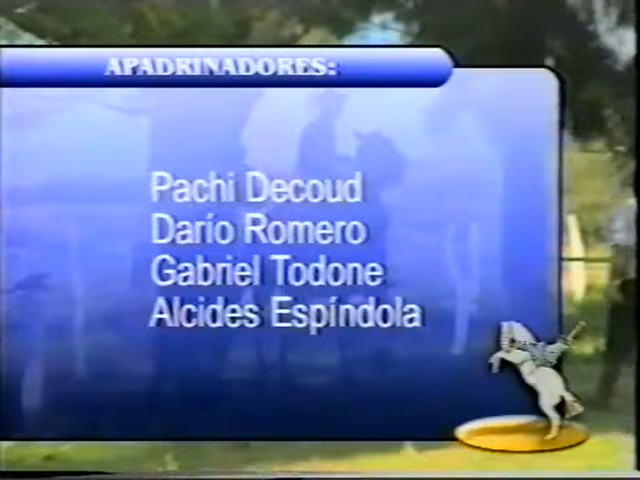 APADRINADORES:
Pachi Decoud
Darío Romero
Gabriel Todone
Alcides Espíndola